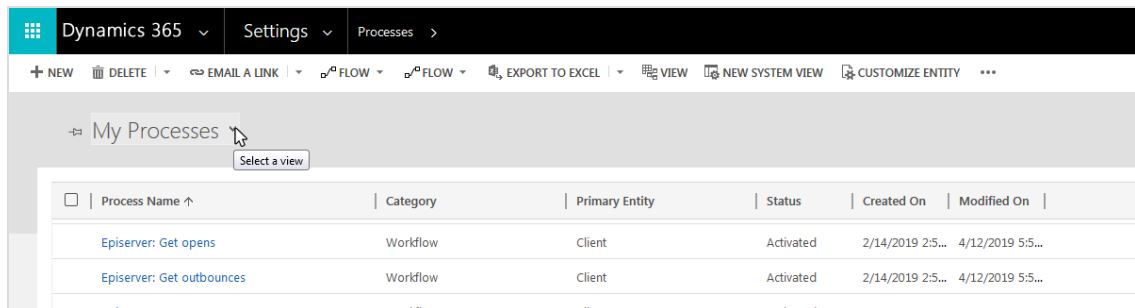 Dynamics 365 Settings Processes
NEW DELETE EMAIL A LINK FLOW FLOW EXPORT TO EXCEL VIEW NEW SYSTEM VIEW CUSTOMIZE ENTITY
My Processes
Select a view
Process Name Category Primary Entity Status Created On Modified On
Episerver: Get opens Workflow Client Activated 2/14/2019 2:5... 4/12/2019 5:5...
Episerver: Get outbounces Workflow Client Activated 2/14/2019 2:5... 4/12/2019 5:5...